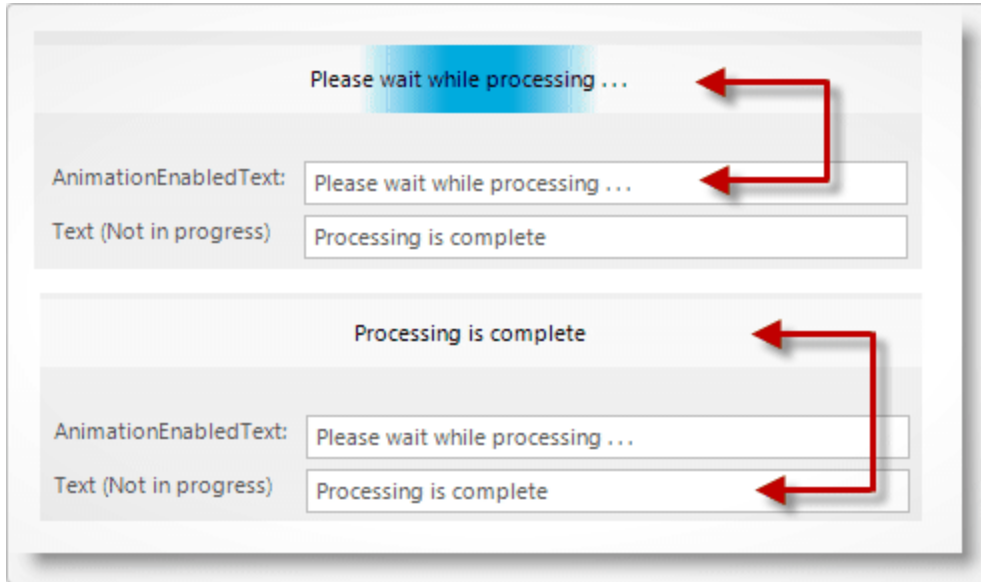 Please wait while processing . . .
AnimationEnabledText: Please wait while processing . . .
Text (Not in progress) Processing is complete
Processing is complete
AnimationEnabledText: Please wait while processing . . .
Text (Not in progress) Processing is complete